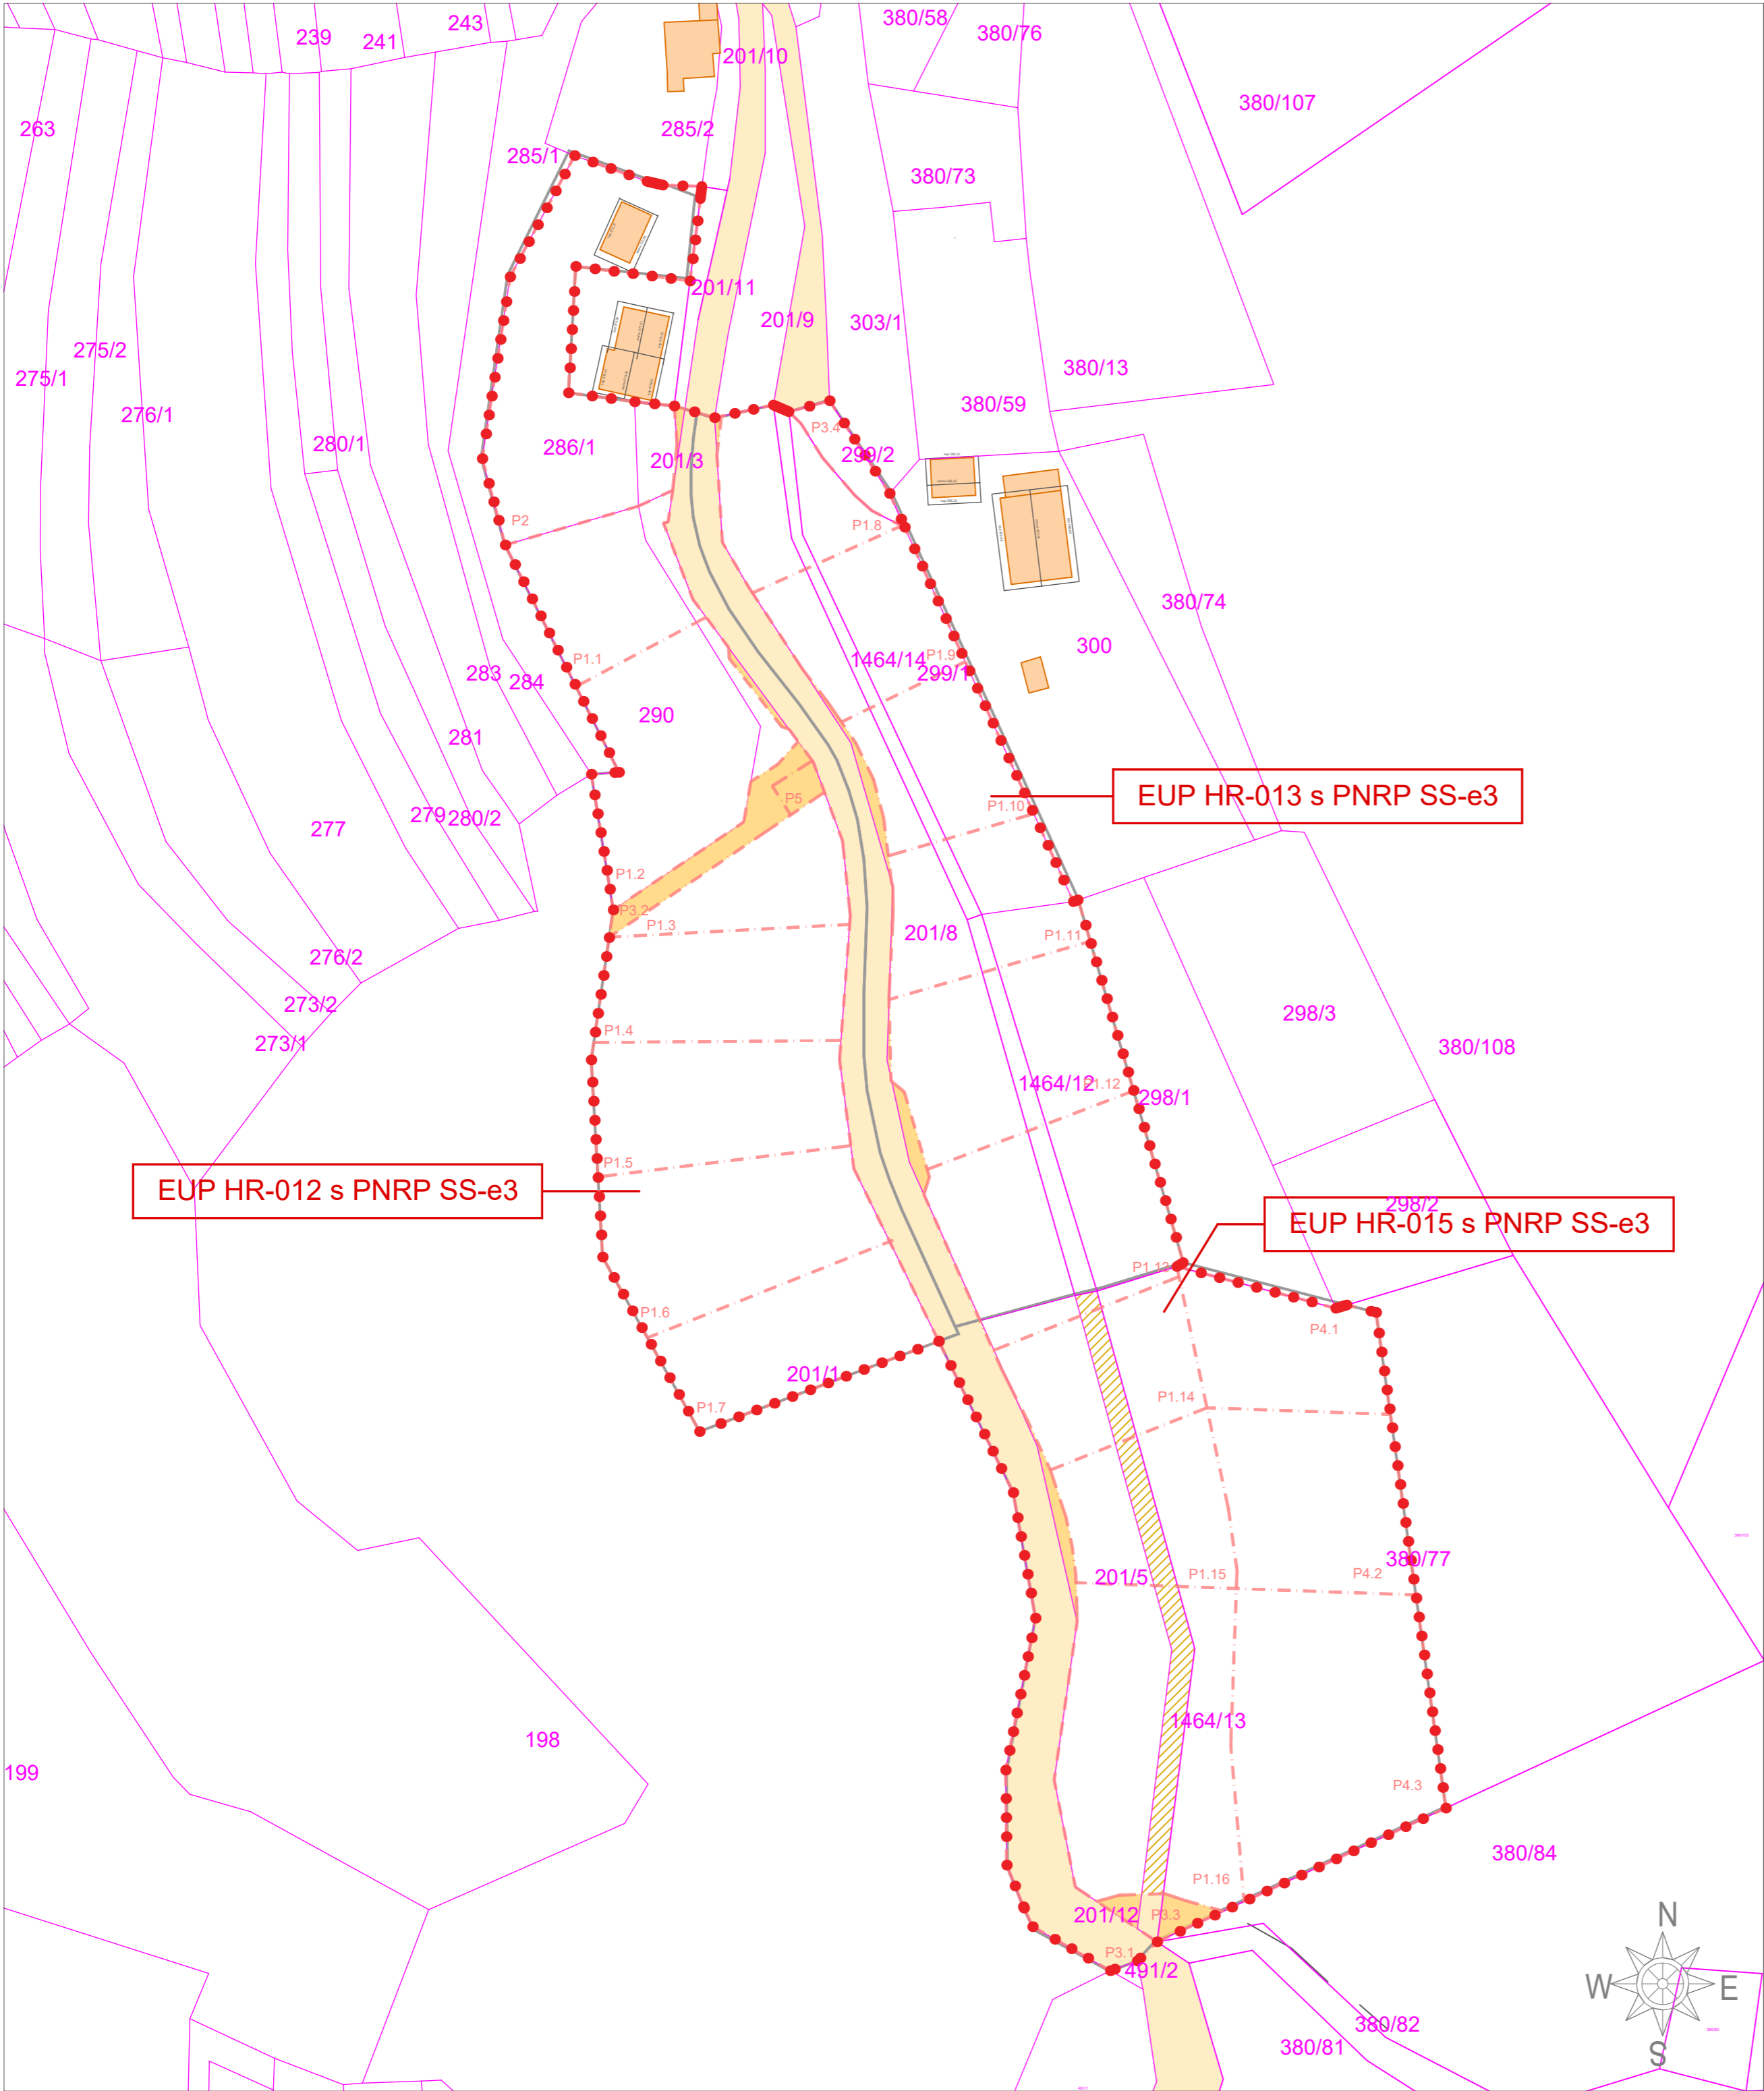 243
380/58
239
241
380/76
201/10
380/107
263
285/2
285/1
380/73
201/11
201/9
303/1
275/2
380/13
275/1
380/59
276/1
P3.4
280/1
286/1
299/2
201/3
P2
P1.8
380/74
300
P1.9
1464/14
P1.1
299/1
283
284
290
281
EUP HR-013 s PNRP SS-e3
P5
P1.10
279
280/2
277
P1.2
P3.2
P1.3
201/8
P1.11
276/2
273/2
298/3
P1.4
273/1
380/108
1464/12
P1.12
298/1
P1.5
EUP HR-012 s PNRP SS-e3
298/2
EUP HR-015 s PNRP SS-e3
P1.13
P1.6
P4.1
201/1
P1.14
P1.7
380/77
P4.2
P1.15
201/5
1464/13
198
199
P4.3
380/84
P1.16
201/12
P3.3
N
P3.1
491/2
W
E
380/82
380/81
S